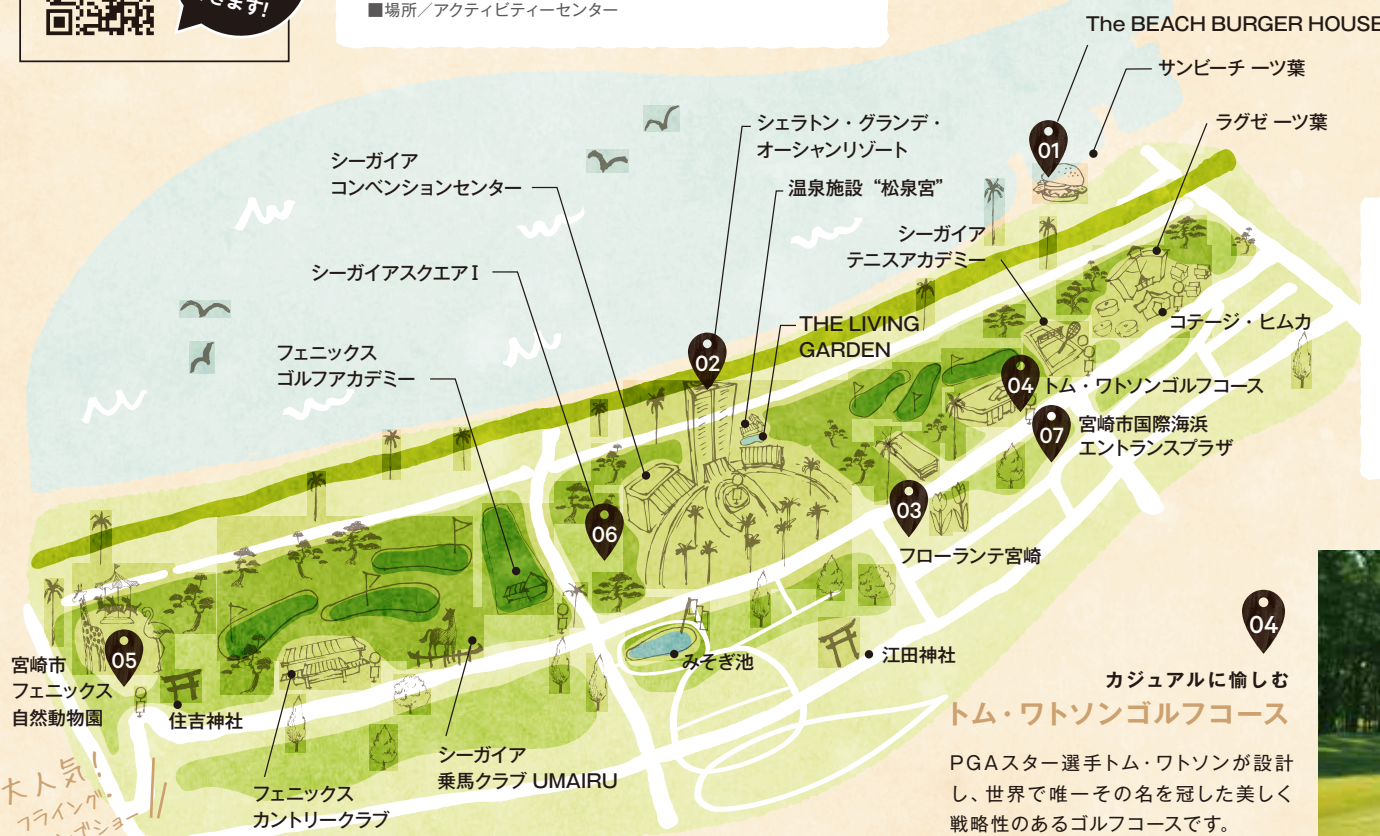 きます!
■場所／アクティビティーセンター
The BEACH BURGER HOUSE
サンビーチ 一ツ葉
ラグゼ 一ツ葉
01
シェラトン・グランデ・
オーシャンリゾート
シーガイア
コンベンションセンター
温泉施設 “松泉宮”
シーガイア
テニスアカデミー
シーガイアスクエアⅠ
THE LIVING
GARDEN
コテージ・ヒムカ
フェニックス
ゴルフアカデミー
02
04
トム・ワトソンゴルフコース
07
宮崎市国際海浜
エントランスプラザ
03
フローランテ宮崎
06
05
宮崎市
フェニックス
自然動物園
住吉神社
みそぎ池
江田神社
シーガイア
乗馬クラブ UMAIRU
フェニックス
カントリークラブ
大人気!
フライング
04
カジュアルに愉しむ
トム・ワトソンゴルフコース
PGAスター選手トム・ワトソンが設計
し、世界で唯一その名を冠した美しく
戦略性のあるゴルフコースです。